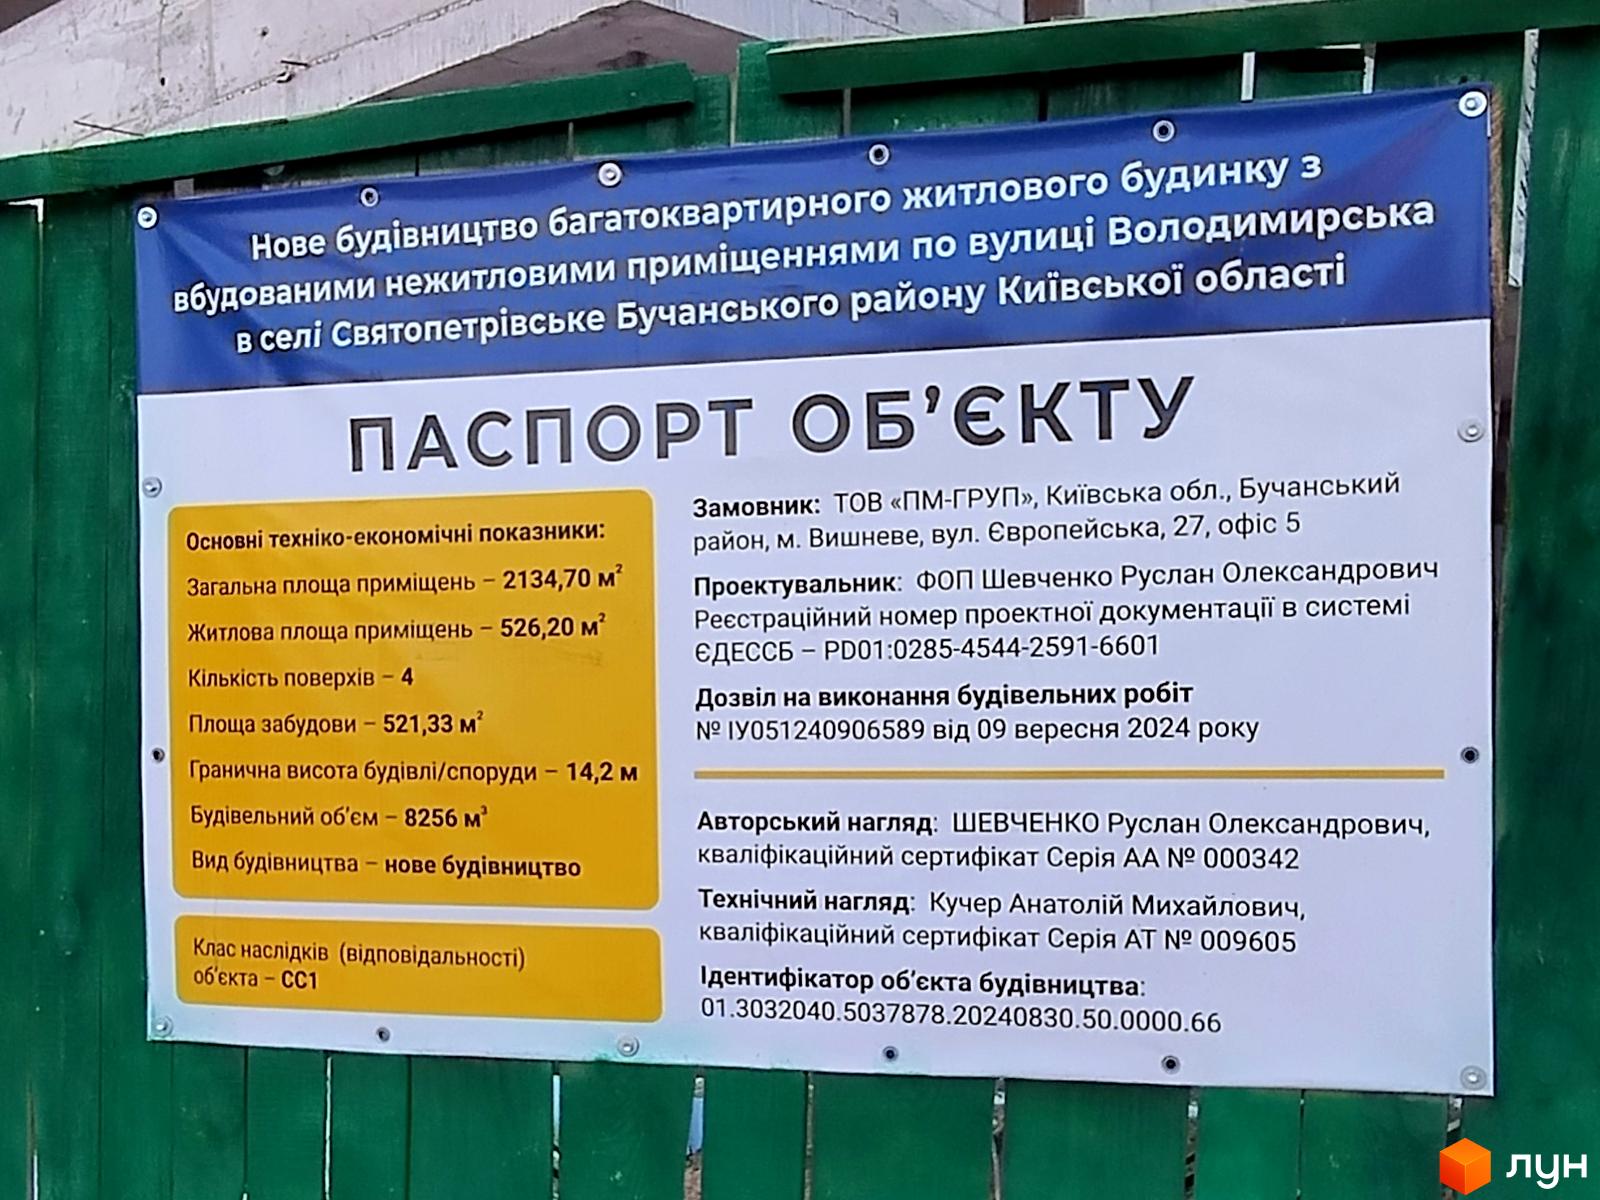 Нове будівництво багатоквартирного житлового будинку з
вбудованими нежитловими приміщеннями по вулиці Володимирська
в селі Святопетрівське Бучанського району Київської області
ПАСПОРТ ОБ’ЄКТУ
Основні техніко-економічні показники:
Загальна площа приміщень – 2134,70 м²
Житлова площа приміщень – 526,20 м²
Кількість поверхів – 4
Площа забудови – 521,33 м²
Гранична висота будівлі/споруди – 14,2 м
Будівельний об’єм – 8256 м³
Вид будівництва – нове будівництво
Клас наслідків (відповідальності)
об’єкта – СС1
Замовник: ТОВ «ПМ-ГРУП», Київська обл., Бучанський
район, м. Вишневе, вул. Європейська, 27, офіс 5
Проектувальник: ФОП Шевченко Руслан Олександрович
Реєстраційний номер проектної документації в системі
ЄДЕССБ – PD01:0285-4544-2591-6601
Дозвіл на виконання будівельних робіт
№ ІУ051240906589 від 09 вересня 2024 року
Авторський нагляд: ШЕВЧЕНКО Руслан Олександрович,
кваліфікаційний сертифікат Серія АА № 000342
Технічний нагляд: Кучер Анатолій Михайлович,
кваліфікаційний сертифікат Серія АТ № 009605
Ідентифікатор об’єкта будівництва:
01.3032040.5037878.20240830.50.0000.66
лун